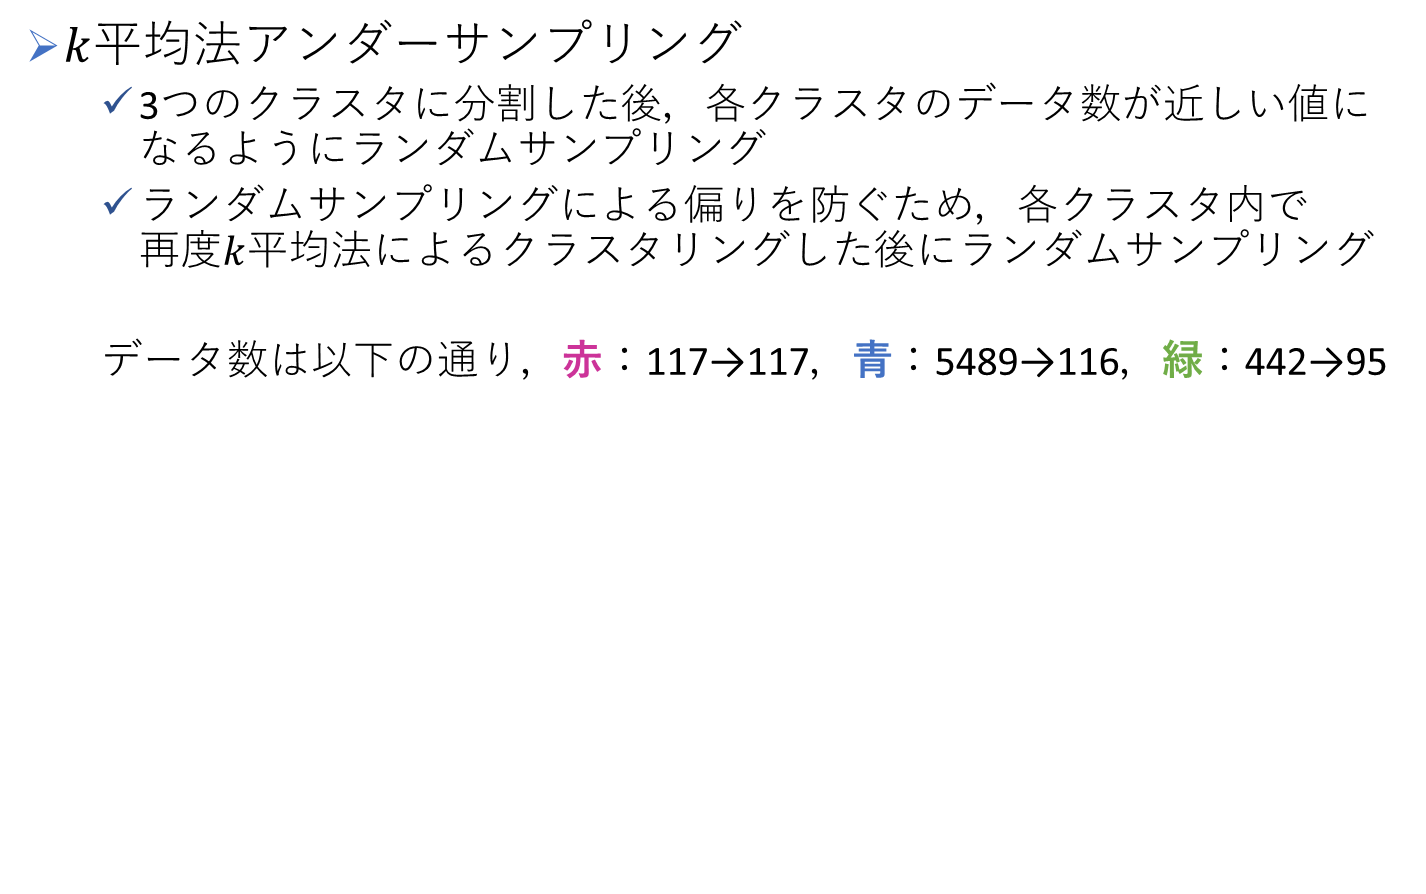 ➢k平均法アンダーサンプリング
✓3つのクラスタに分割した後，各クラスタのデータ数が近しい値に
なるようにランダムサンプリング
✓ランダムサンプリングによる偏りを防ぐため，各クラスタ内で
再度k平均法によるクラスタリングした後にランダムサンプリング
データ数は以下の通り，赤：117→117，青：5489→116，緑：442→95